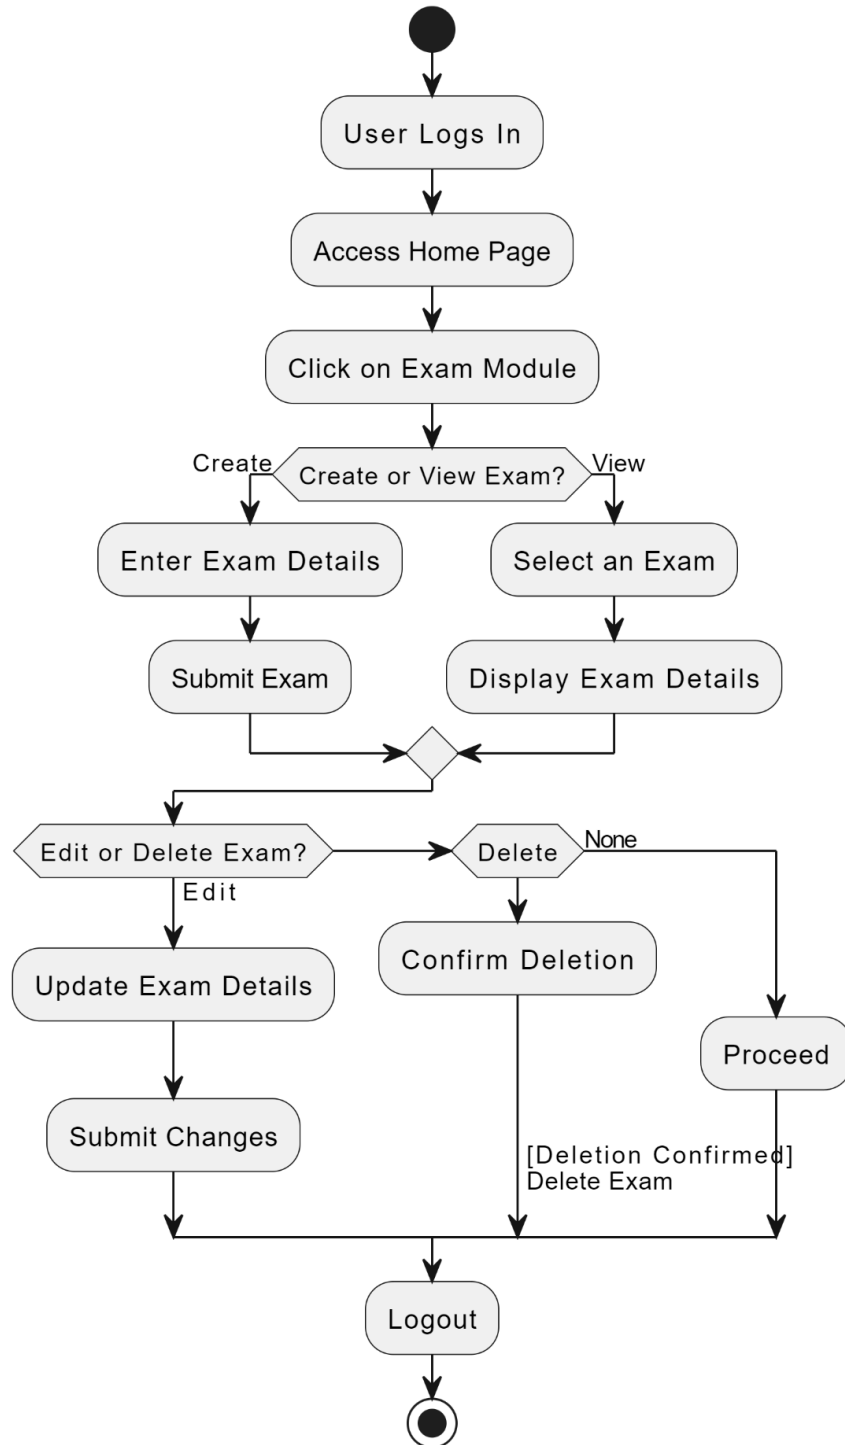 User Logs In
Access Home Page
Click on Exam Module
Create
Create or View Exam?
View
Enter Exam Details
Select an Exam
Submit Exam
Display Exam Details
Edit or Delete Exam?
Delete
None
Edit
Confirm Deletion
Update Exam Details
Proceed
Submit Changes
[Deletion Confirmed]
Delete Exam
Logout